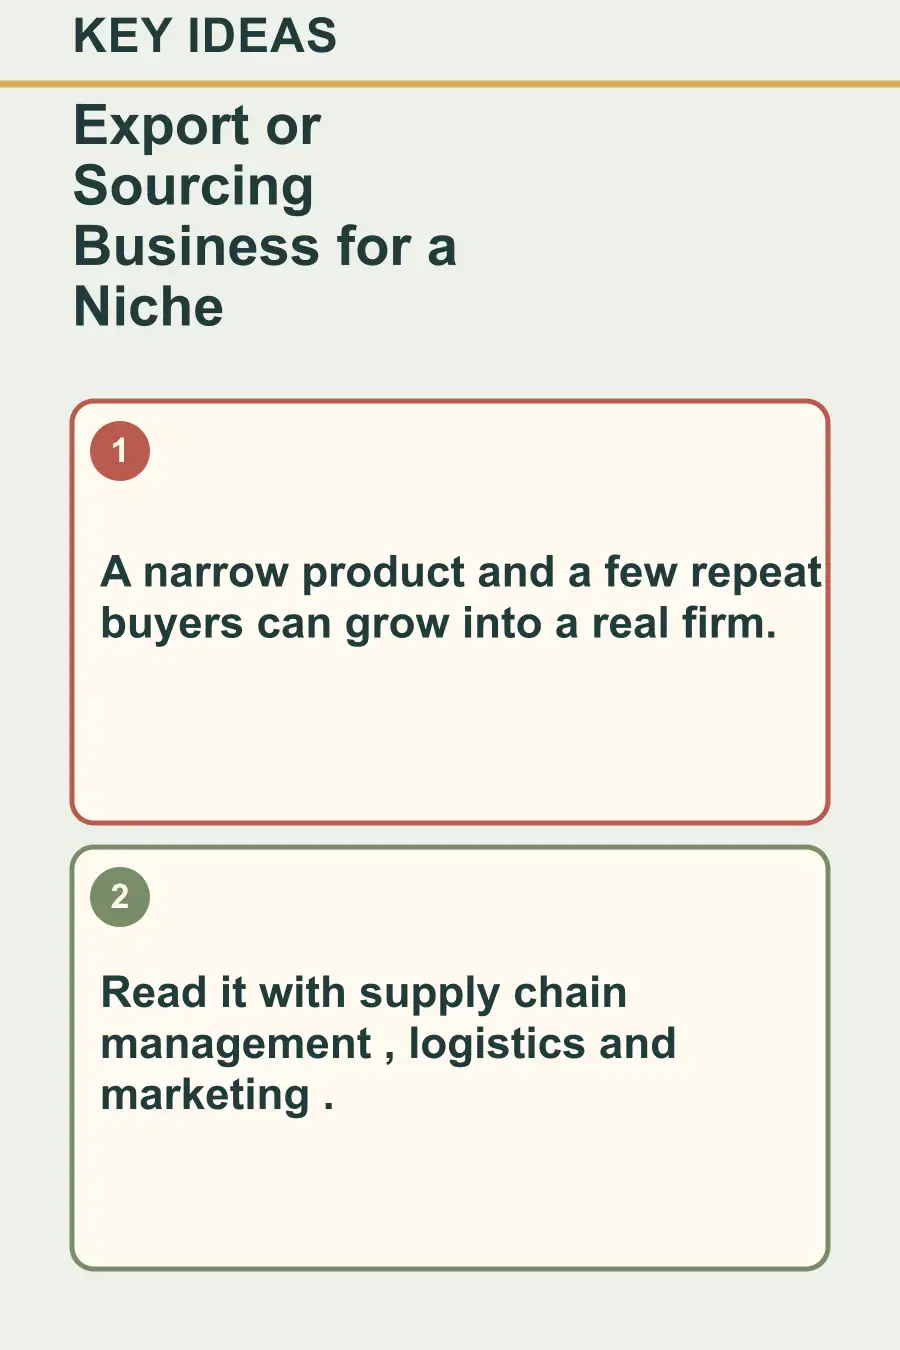 KEY IDEAS
Export or
Sourcing
Business for a
Niche
1
A narrow product and a few repeat
buyers can grow into a real firm.
2
Read it with supply chain
management , logistics and
marketing .